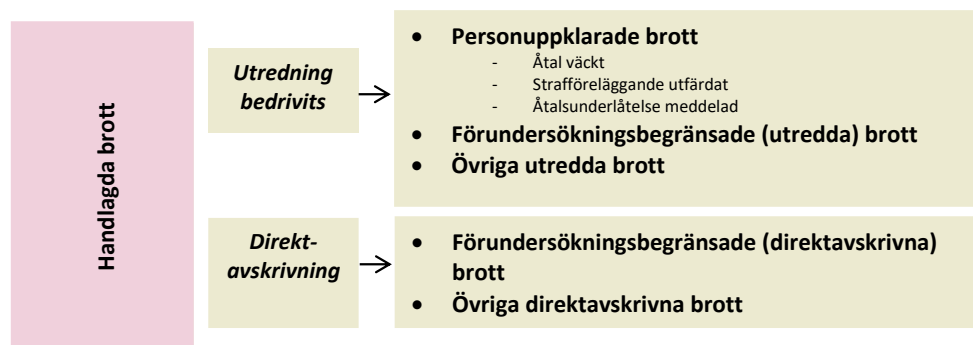 Handlagda brott
Utredning
bedrivits
• Personuppklarade brott
- Åtal väckt
- Strafföreläggande utfärdat
- Åtalsunderlåtelse meddelad
• Förundersökningsbegränsade (utredda) brott
• Övriga utredda brott
Direkt-
avskrivning
• Förundersökningsbegränsade (direktavskrivna)
brott
• Övriga direktavskrivna brott